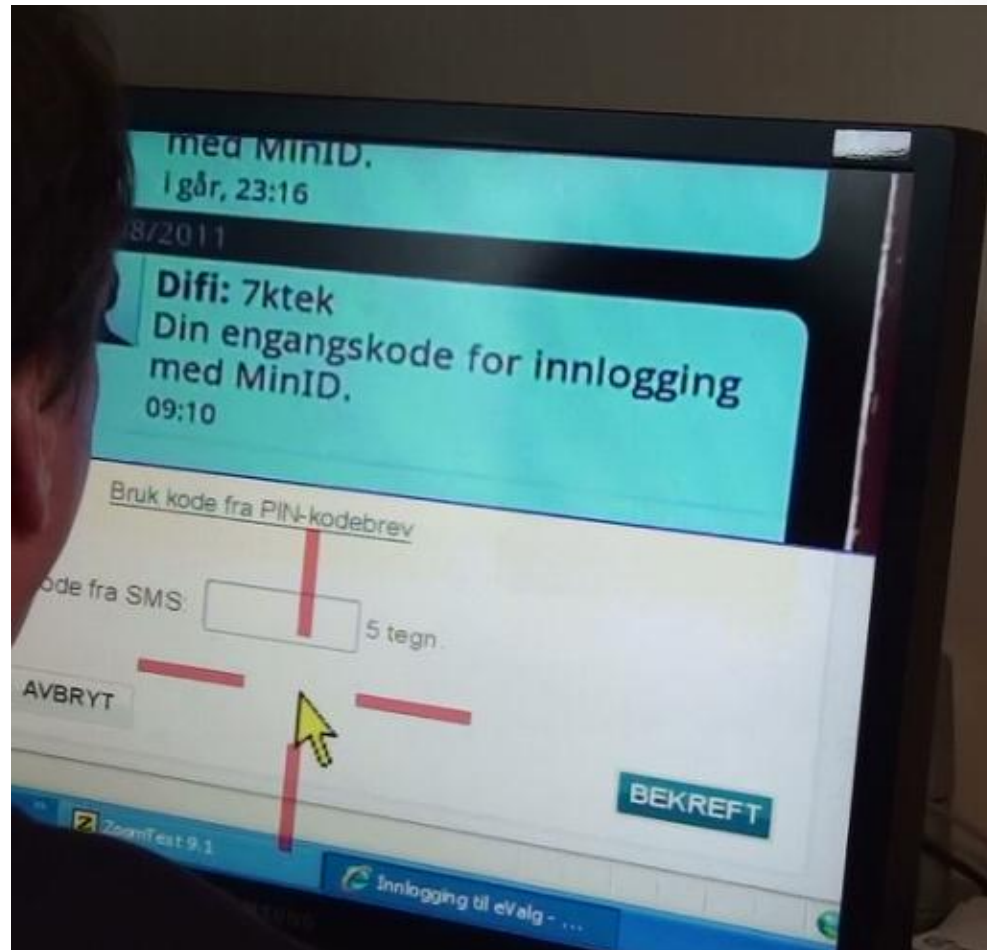 med MinID.
i går, 23:16
8/2011
Difi: 7ktek
Din engangskode for innlogging
med MinID.
09:10
Bruk kode fra PIN-kodebrev
ode fra SMS:
5 tegn.
AVBRYT
BEKREFT
ZoomText 9.1
Innlogging til eValg - ...